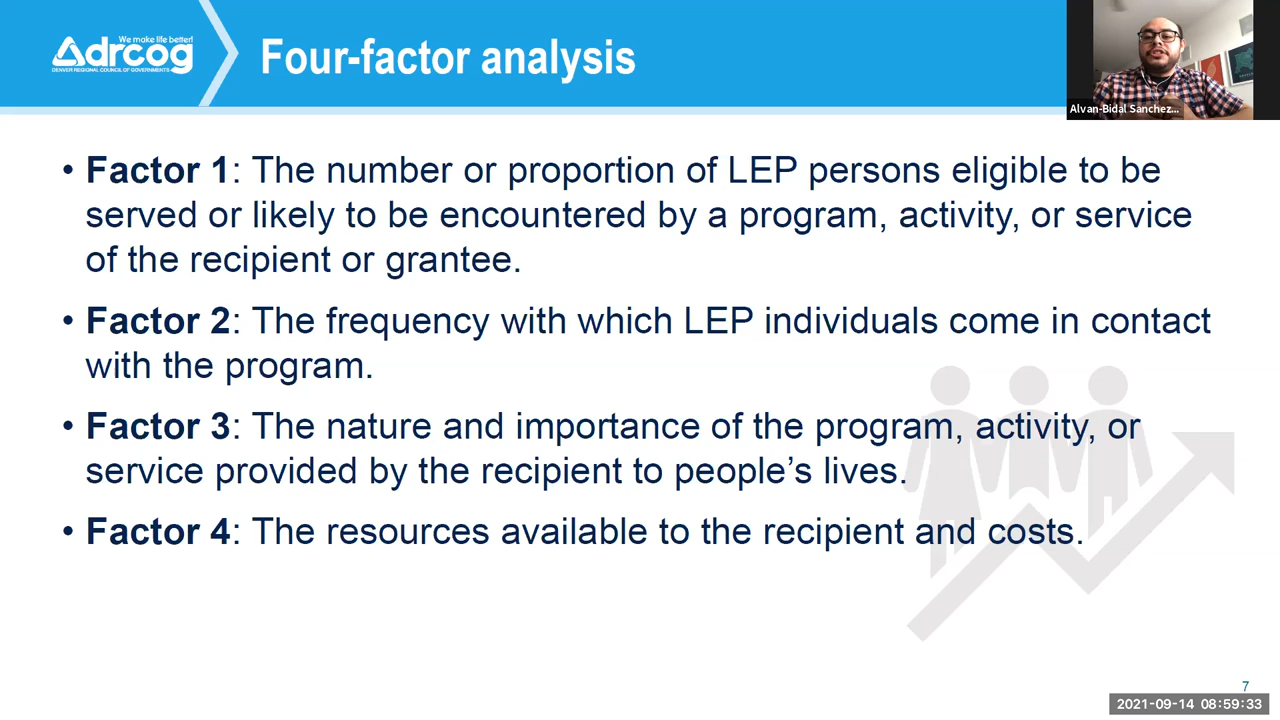 We make life better!
drcog
DENVER REGIONAL COUNCIL OF GOVERNMENTS
Four-factor analysis
Alvan-Bidal Sanchez...
• Factor 1: The number or proportion of LEP persons eligible to be
served or likely to be encountered by a program, activity, or service
of the recipient or grantee.
• Factor 2: The frequency with which LEP individuals come in contact
with the program.
• Factor 3: The nature and importance of the program, activity, or
service provided by the recipient to people’s lives.
• Factor 4: The resources available to the recipient and costs.
7
2021-09-14 08:59:33